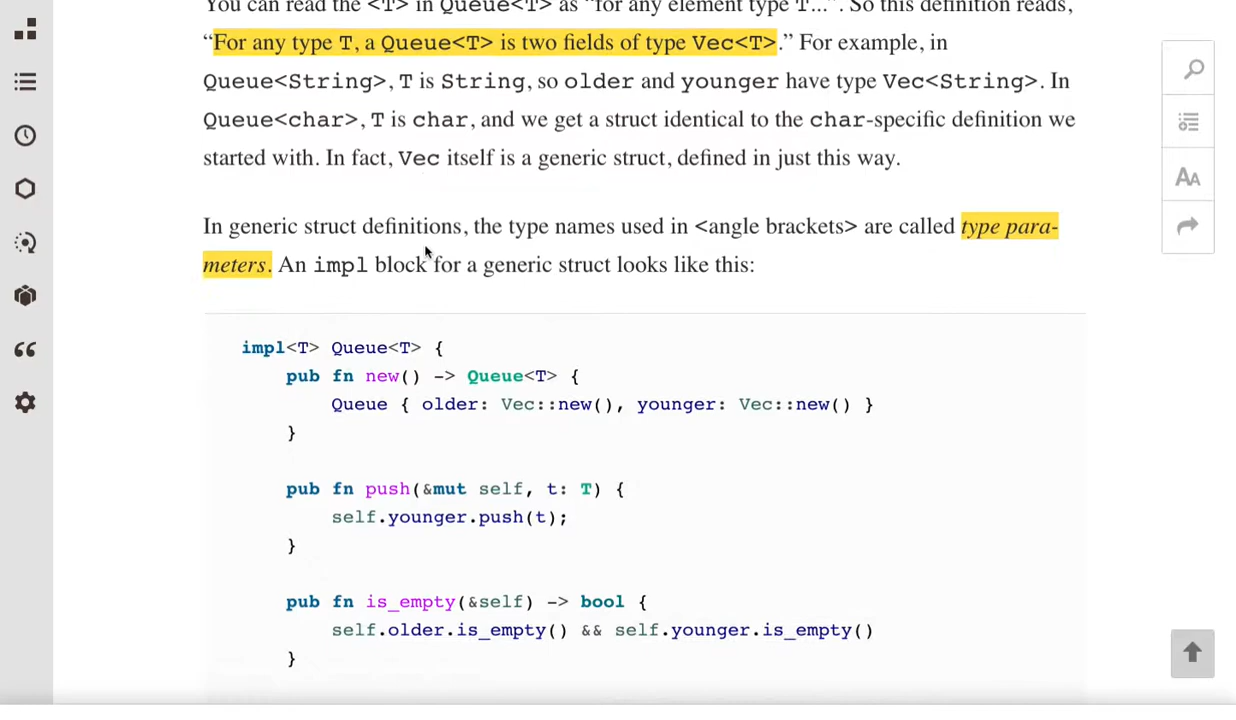 You can read the <T> in Queue<T> as “for any element type T...”. So this definition reads,
“For any type T, a Queue<T> is two fields of type Vec<T>.” For example, in
Queue<String>, T is String, so older and younger have type Vec<String>. In
Queue<char>, T is char, and we get a struct identical to the char-specific definition we
started with. In fact, Vec itself is a generic struct, defined in just this way.
In generic struct definitions, the type names used in <angle brackets> are called type para-
meters. An impl block for a generic struct looks like this:
impl<T> Queue<T> {
pub fn new() -> Queue<T> {
Queue { older: Vec::new(), younger: Vec::new() }
}
pub fn push(&mut self, t: T) {
self.younger.push(t);
}
pub fn is_empty(&self) -> bool {
self.older.is_empty() && self.younger.is_empty()
}
AA